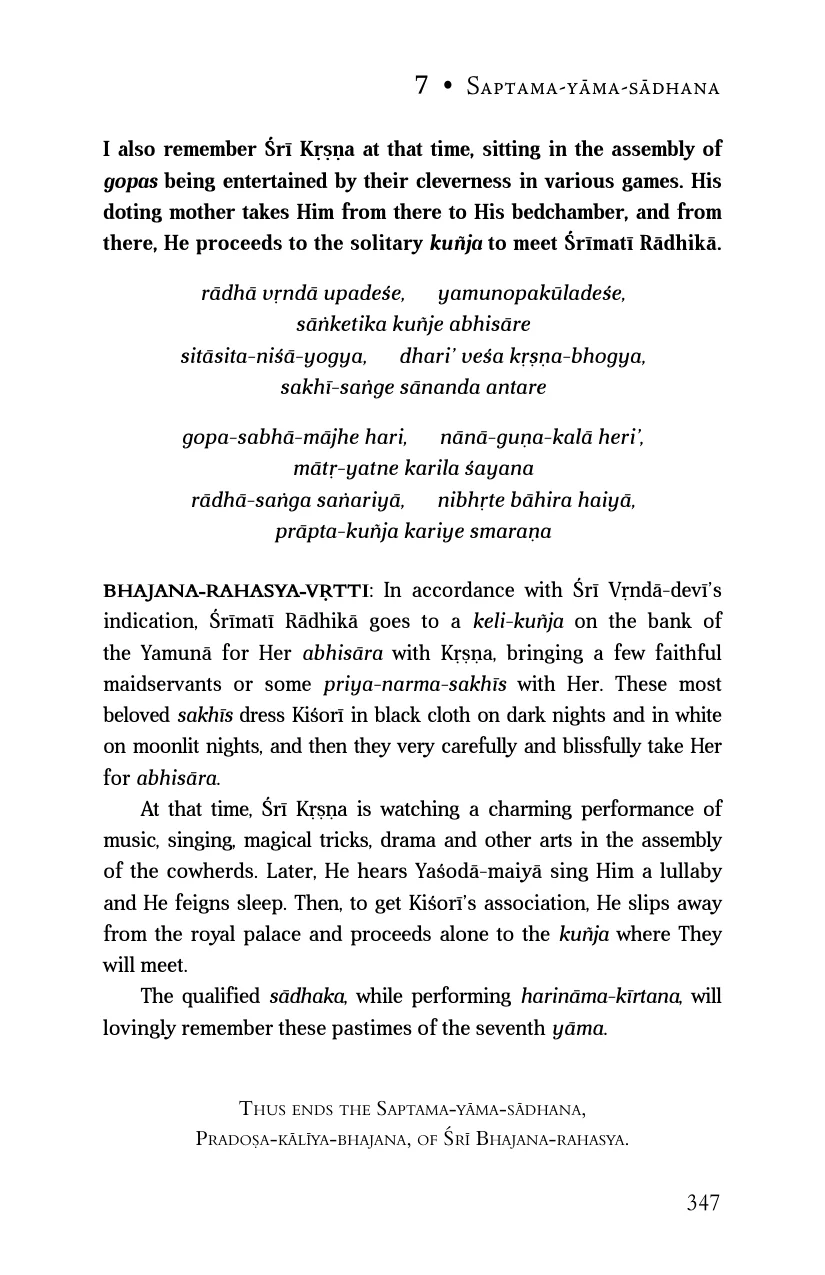 7 • Saptama-yāma-sādhana
I also remember Śrī Kṛṣṇa at that time, sitting in the assembly of
gopas being entertained by their cleverness in various games. His
doting mother takes Him from there to His bedchamber, and from
there, He proceeds to the solitary kuñja to meet Śrīmatī Rādhikā.
rādhā vṛndā upadeśe, yamunopakūladeśe,
sāṅketika kuñje abhisāre
sitāsita-niśā-yogya, dhari’ veśa kṛṣṇa-bhogya,
sakhī-saṅge sānanda antare
gopa-sabhā-mājhe hari, nānā-guṇa-kalā heri’,
mātṛ-yatne karila śayana
rādhā-saṅga saṅariyā, nibhṛte bāhira haiyā,
prāpta-kuñja kariye smaraṇa
BHAJANA-RAHASYA-VṚTTI: In accordance with Śrī Vṛndā-devī’s
indication, Śrīmatī Rādhikā goes to a keli-kuñja on the bank of
the Yamunā for Her abhisāra with Kṛṣṇa, bringing a few faithful
maidservants or some priya-narma-sakhīs with Her. These most
beloved sakhīs dress Kiśorī in black cloth on dark nights and in white
on moonlit nights, and then they very carefully and blissfully take Her
for abhisāra.
At that time, Śrī Kṛṣṇa is watching a charming performance of
music, singing, magical tricks, drama and other arts in the assembly
of the cowherds. Later, He hears Yaśodā-maiyā sing Him a lullaby
and He feigns sleep. Then, to get Kiśorī’s association, He slips away
from the royal palace and proceeds alone to the kuñja where They
will meet.
The qualified sādhaka, while performing harināma-kīrtana, will
lovingly remember these pastimes of the seventh yāma.
Thus ends the Saptama-yāma-sādhana,
Pradoṣa-kālīya-bhajana, of Śrī Bhajana-rahasya.
347